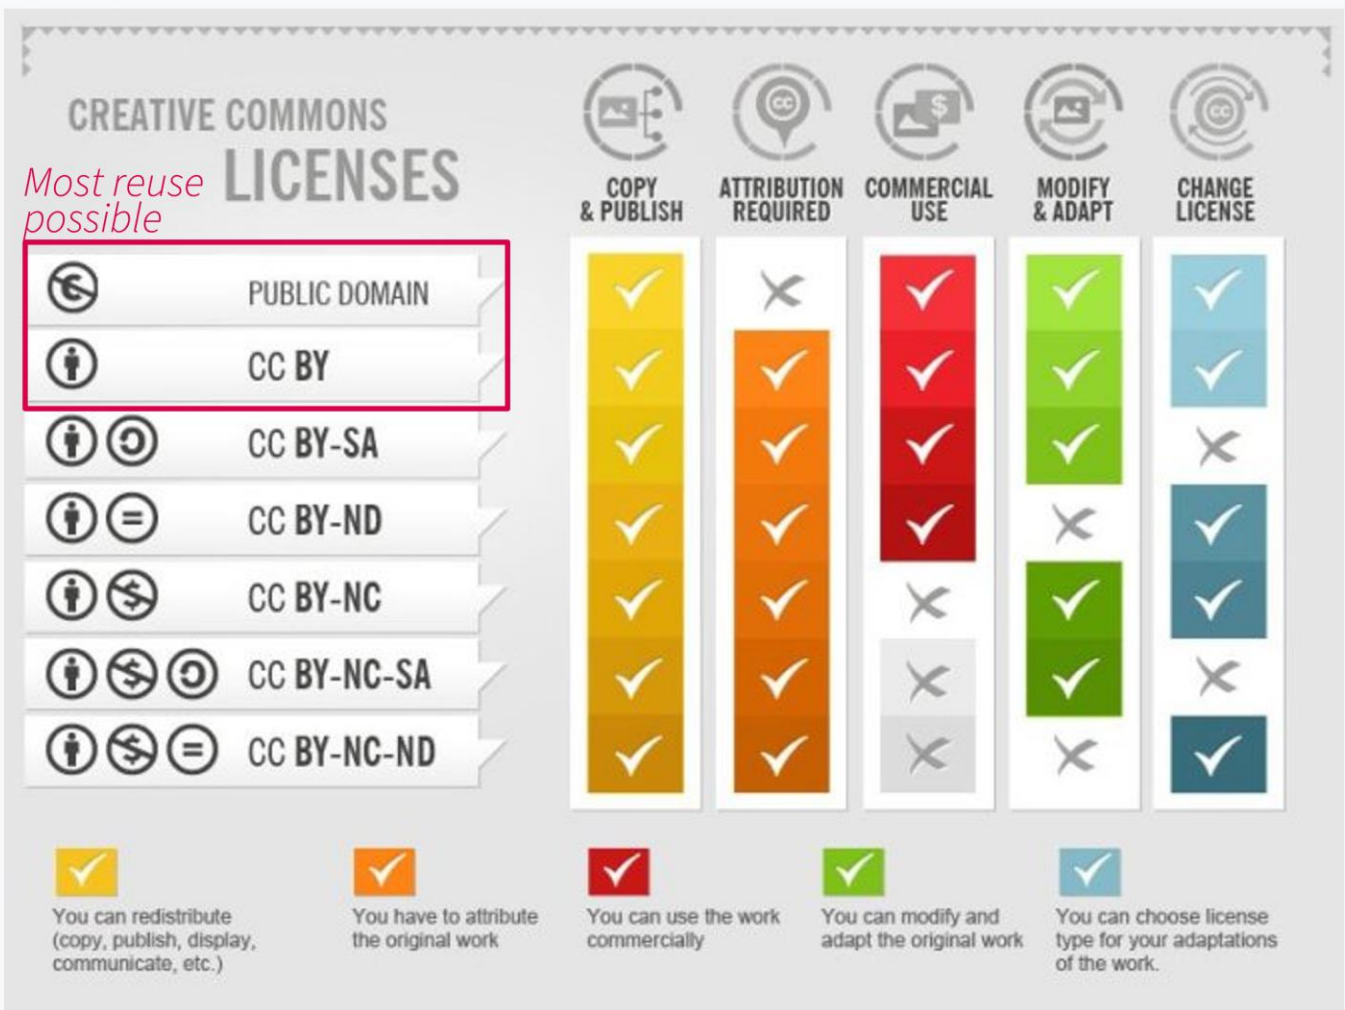 CREATIVE COMMONS
LICENSES
Most reuse
possible
COPY
& PUBLISH
ATTRIBUTION
REQUIRED
COMMERCIAL
USE
MODIFY
& ADAPT
CHANGE
LICENSE
PUBLIC DOMAIN
CC BY
CC BY-SA
CC BY-ND
CC BY-NC
CC BY-NC-SA
CC BY-NC-ND
You can redistribute
(copy, publish, display,
communicate, etc.)
You have to attribute
the original work
You can use the work
commercially
You can modify and
adapt the original work
You can choose license
type for your adaptations
of the work.